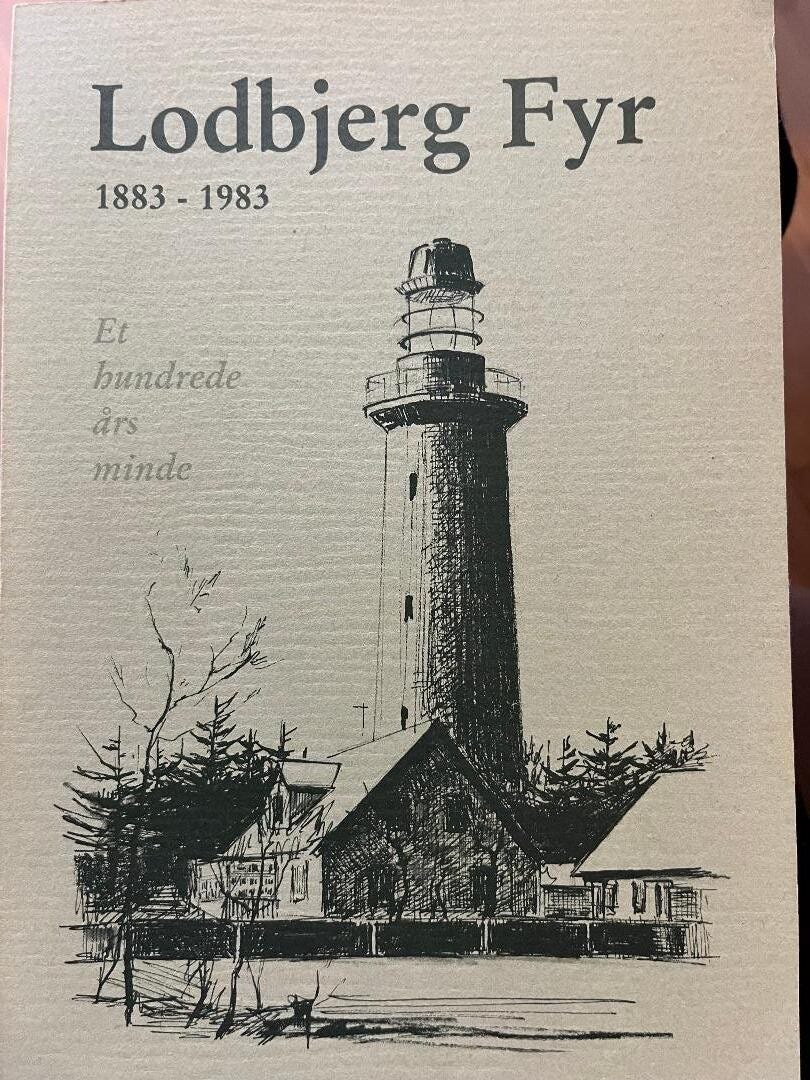 Lodbjerg Fyr
1883 - 1983
Et
hundrede
års
minde